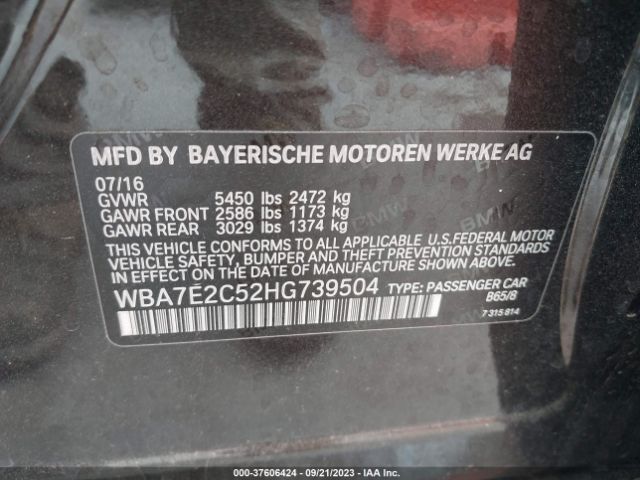 MFD BY BAYERISCHE MOTOREN WERKE AG
07/16
GVWR 5450 lbs 2472 kg
GAWR FRONT 2586 lbs 1173 kg
GAWR REAR 3029 lbs 1374 kg
THIS VEHICLE CONFORMS TO ALL APPLICABLE U.S.FEDERAL MOTOR
VEHICLE SAFETY, BUMPER AND THEFT PREVENTION STANDARDS
IN EFFECT ON THE DATE OF MANUFACTURE SHOWN ABOVE.
WBA7E2C52HG739504 TYPE: PASSENGER CAR
B65/8
7 315 814
000-37606424 - 09/21/2023 - IAA Inc.